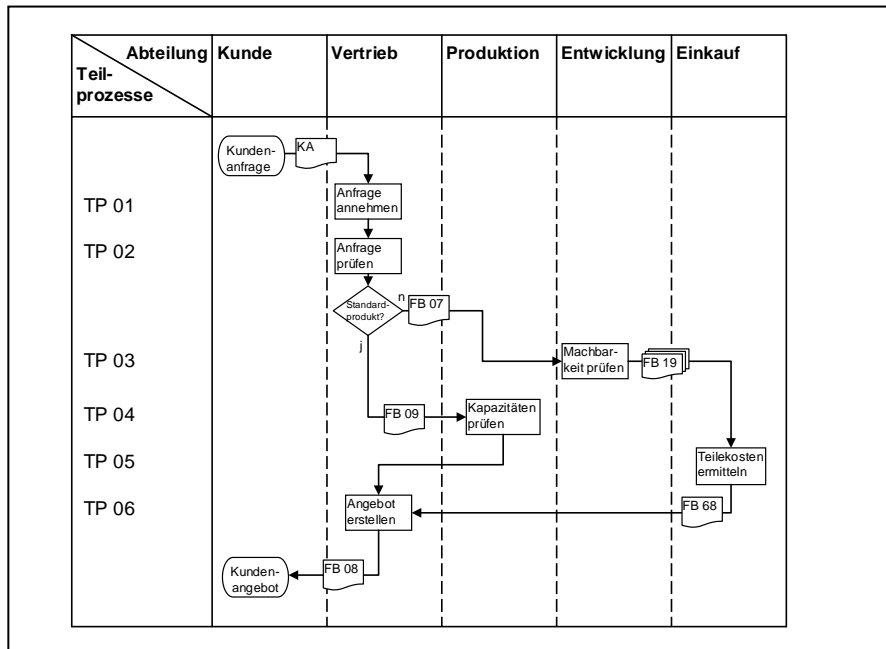 Abteilung
Teil-
prozesse
Kunde
Vertrieb
Produktion
Entwicklung
Einkauf
Kunden-
anfrage
KA
TP 01
Anfrage
annehmen
TP 02
Anfrage
prüfen
Standard-
produkt?
n
FB 07
j
TP 03
Machbar-
keit prüfen
FB 19
TP 04
FB 09
Kapazitäten
prüfen
TP 05
Teilekosten
ermitteln
TP 06
Angebot
erstellen
FB 68
Kunden-
angebot
FB 08